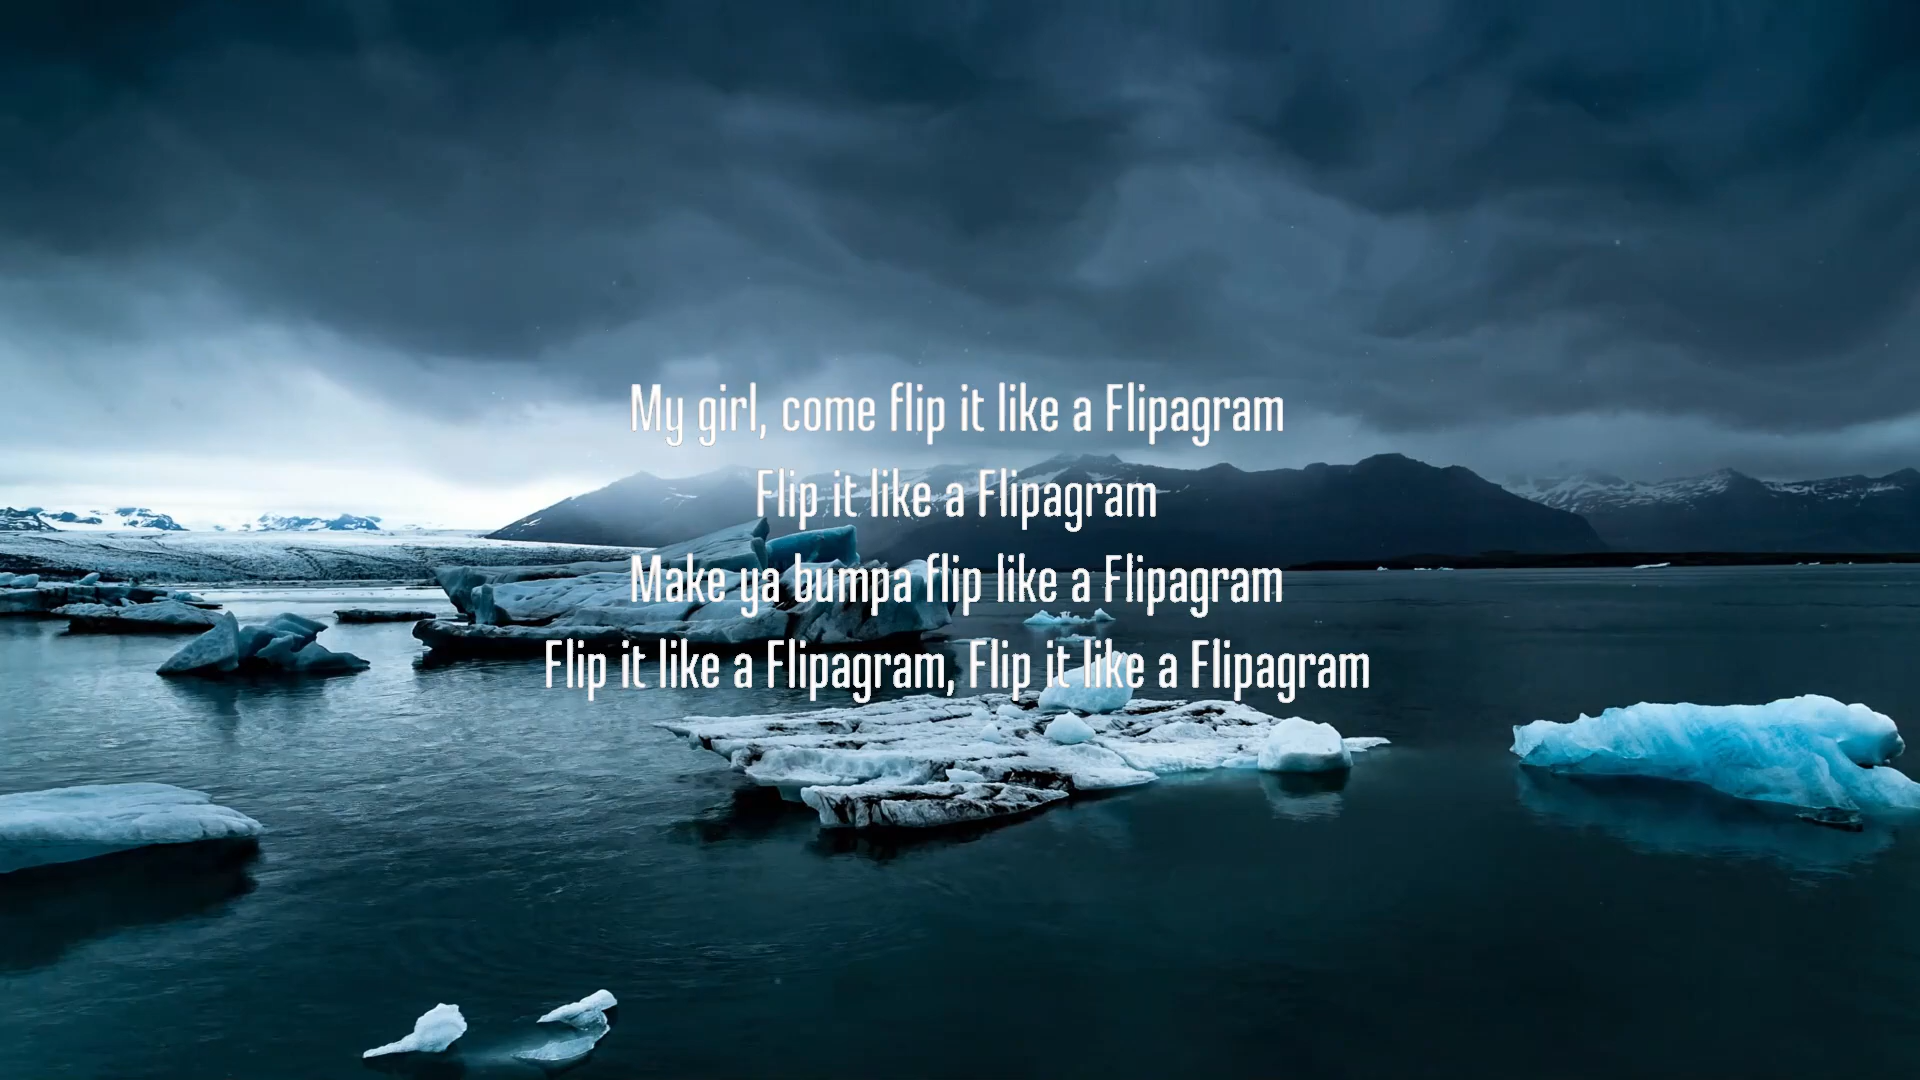 My girl, come flip it like a Flipagram
Flip it like a Flipagram
Make ya bumpa flip like a Flipagram
Flip it like a Flipagram, Flip it like a Flipagram